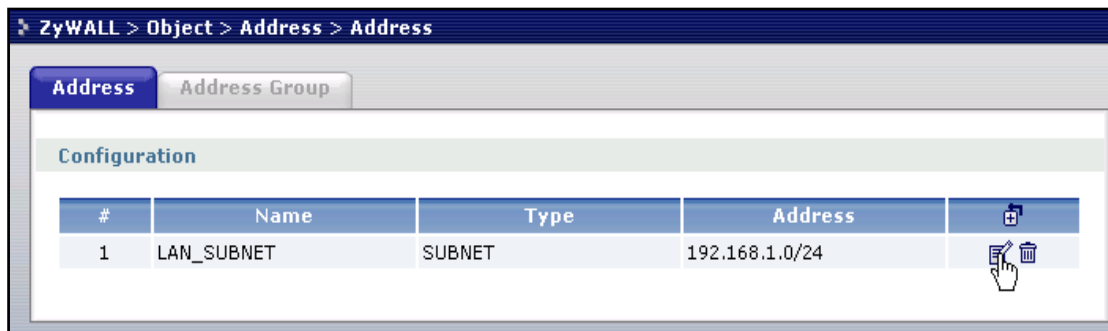 ZyWALL > Object > Address > Address
Address Address Group
Configuration
# Name Type Address
1 LAN_SUBNET SUBNET 192.168.1.0/24